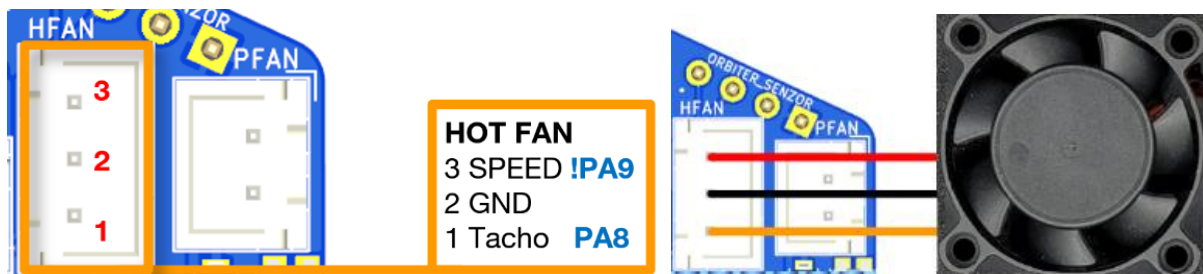 HFAN
ZOR
PFAN
3
2
1
HOT FAN
3 SPEED !PA9
2 GND
1 Tacho PA8
ORBITER_SENZOR
HFAN
PFAN